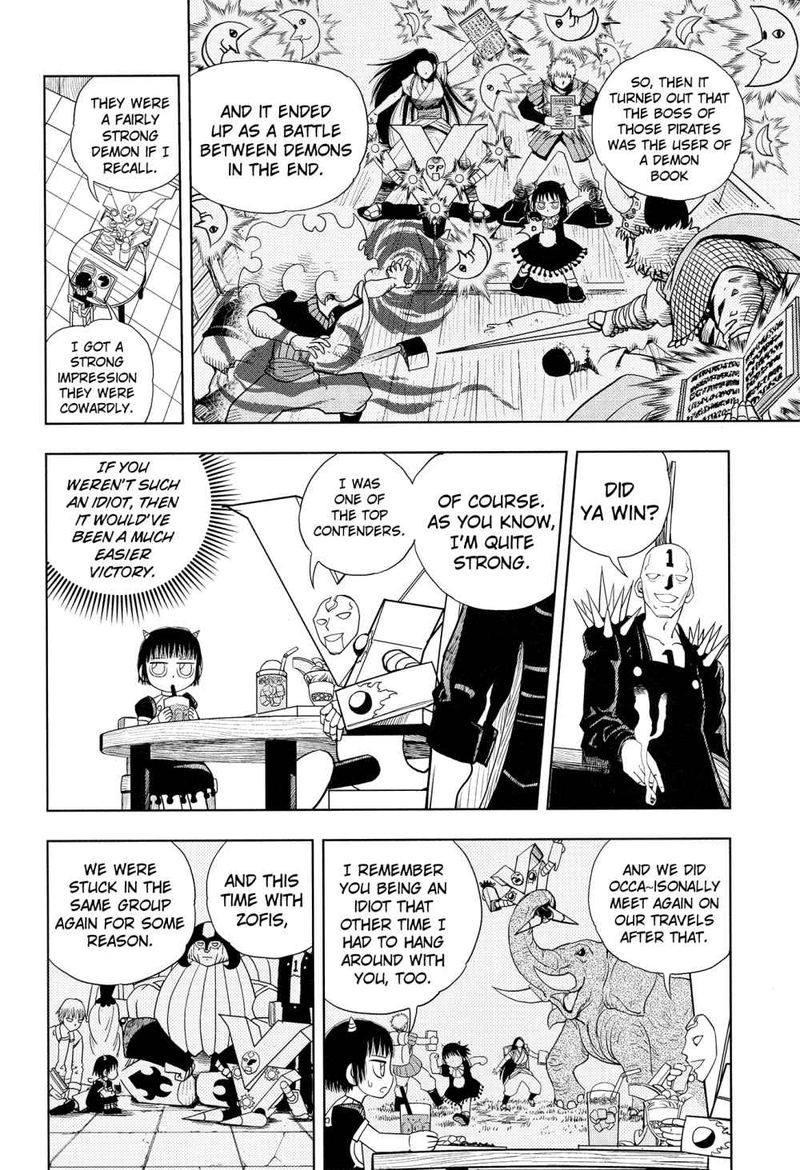 SO, THEN IT
TURNED OUT THAT
THE BOSS OF
THOSE PIRATES
WAS THE USER OF
A DEMON
BOOK
AND IT ENDED
UP AS A BATTLE
BETWEEN DEMONS
IN THE END.
THEY WERE
A FAIRLY
STRONG
DEMON IF I
RECALL.
I GOT A
STRONG
IMPRESSION
THEY WERE
COWARDLY.
DID
YA WIN?
1
OF COURSE.
AS YOU KNOW,
I'M QUITE
STRONG.
I WAS
ONE OF
THE TOP
CONTENDERS.
IF YOU
WEREN'T SUCH
AN IDIOT, THEN
IT WOULD'VE
BEEN A MUCH
EASIER
VICTORY.
AND WE DID
OCCA~ISONALLY
MEET AGAIN ON
OUR TRAVELS
AFTER THAT.
I REMEMBER
YOU BEING AN
IDIOT THAT
OTHER TIME I
HAD TO HANG
AROUND WITH
YOU, TOO.
AND THIS
TIME WITH
ZOFIS,
WE WERE
STUCK IN THE
SAME GROUP
AGAIN FOR SOME
REASON.